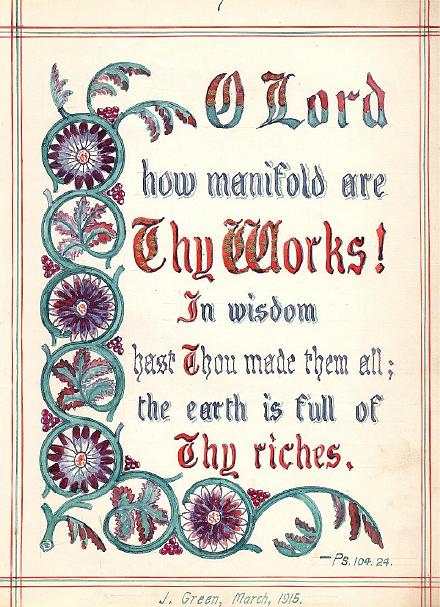 O Lord
how manifold are
Thy Works!
In wisdom
hast Thou made them all;
the earth is full of
Thy riches.
—Ps. 104. 24.
J. Green, March, 1915.